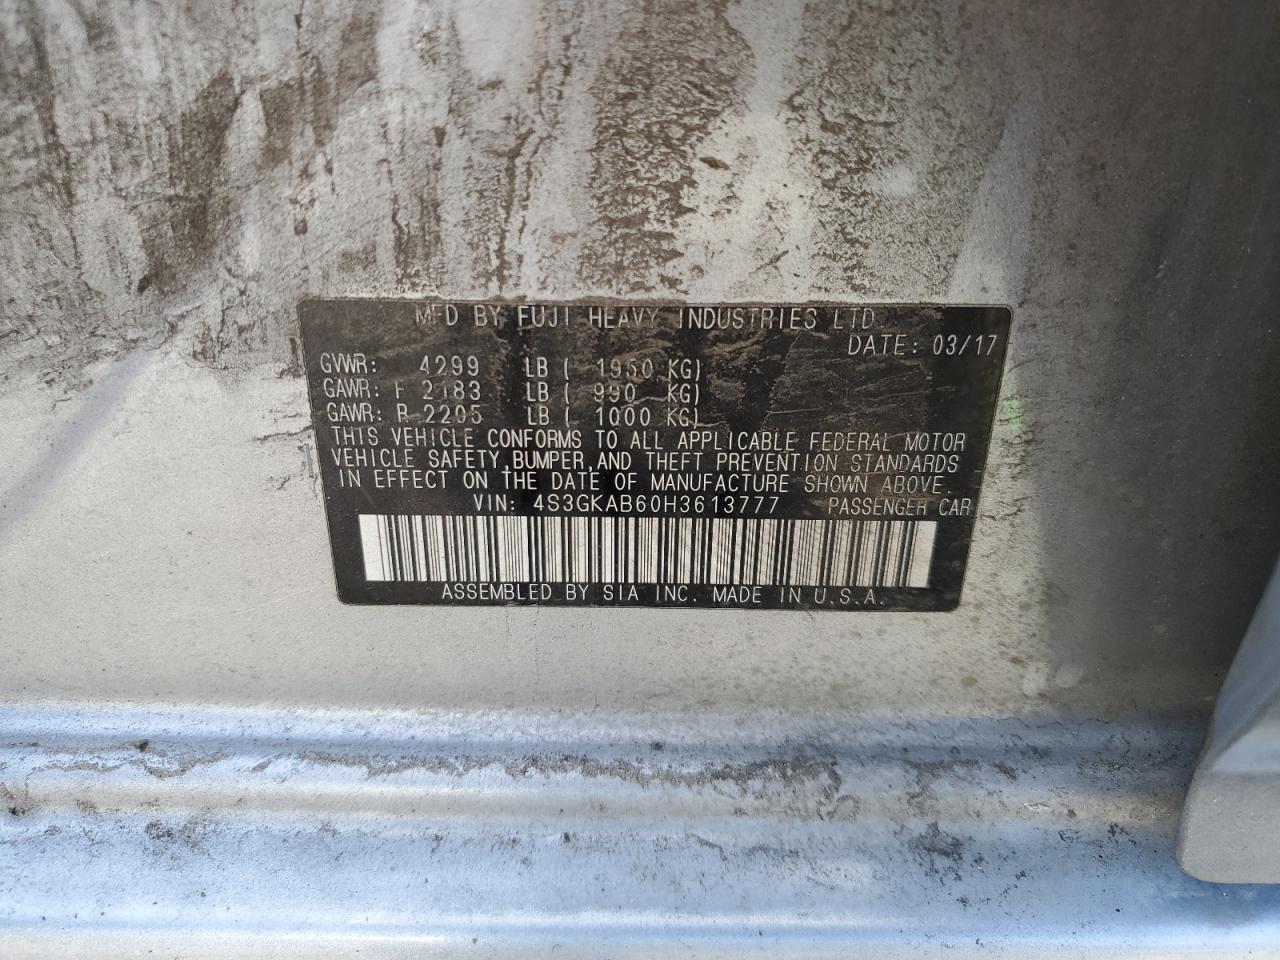 MFD BY FUJI HEAVY INDUSTRIES LTD.
DATE: 03/17
GVWR: 4299 LB ( 1950 KG)
GAWR: F 2183 LB ( 990 KG)
GAWR: R 2205 LB ( 1000 KG)
THIS VEHICLE CONFORMS TO ALL APPLICABLE FEDERAL MOTOR
VEHICLE SAFETY,BUMPER,AND THEFT PREVENTION STANDARDS
IN EFFECT ON THE DATE OF MANUFACTURE SHOWN ABOVE.
VIN: 4S3GKAB60H3613777 PASSENGER CAR
ASSEMBLED BY SIA INC. MADE IN U.S.A.